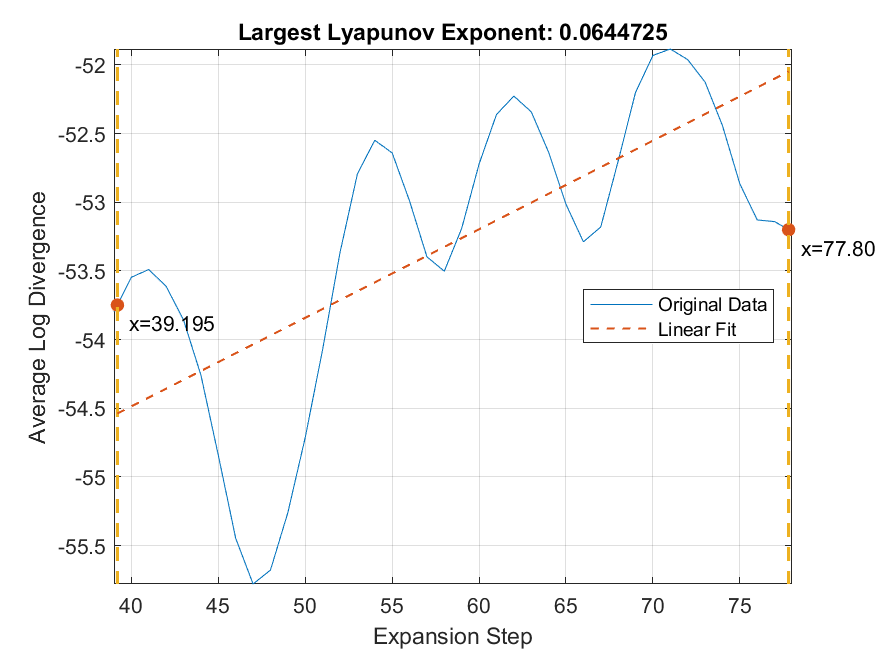 Largest Lyapunov Exponent: 0.0644725
-52
-52.5
-53
-53.5
-54
-54.5
-55
-55.5
Average Log Divergence
x=39.195
x=77.80
Original Data
Linear Fit
40 45 50 55 60 65 70 75
Expansion Step